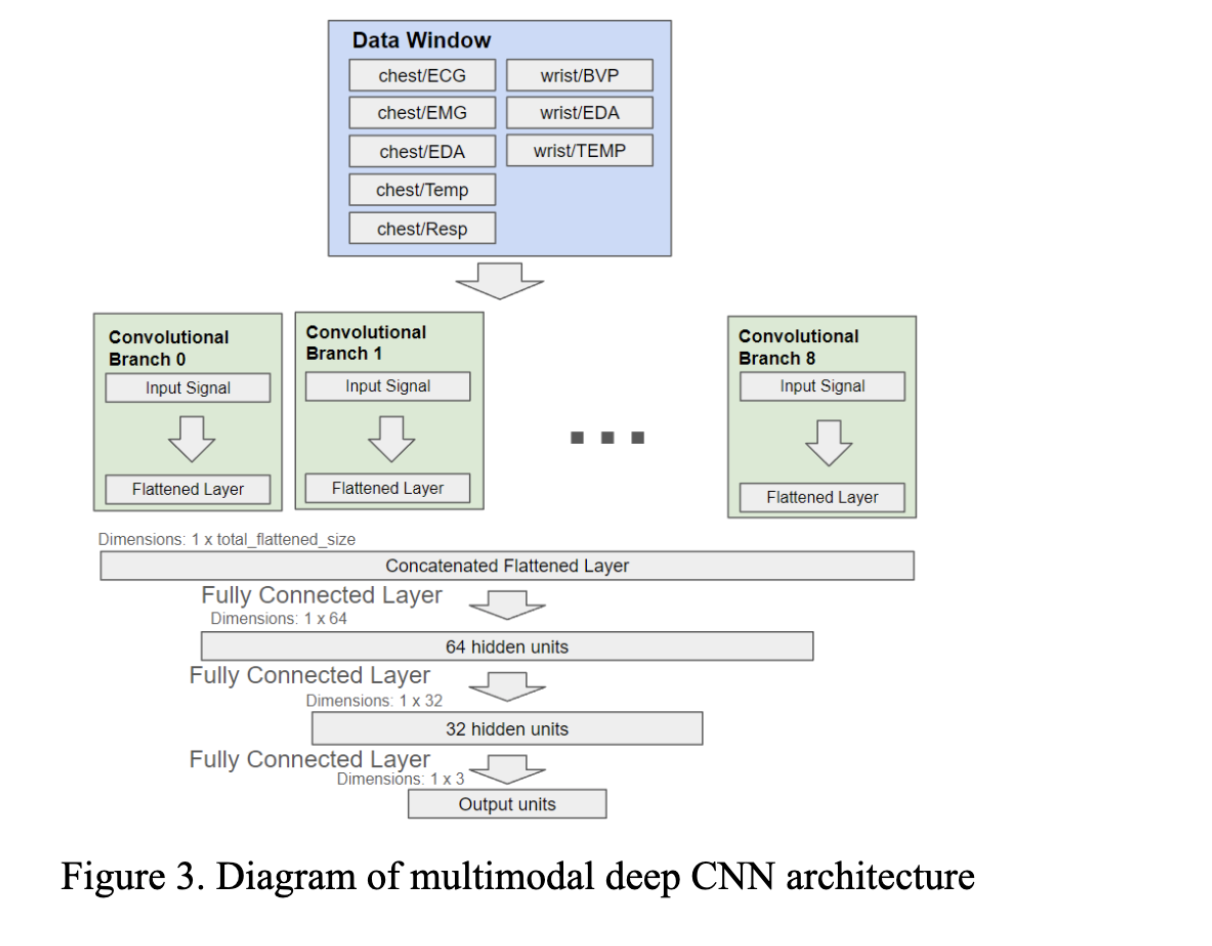 Data Window
chest/ECG
wrist/BVP
chest/EMG
wrist/EDA
chest/EDA
wrist/TEMP
chest/Temp
chest/Resp
Convolutional
Branch 0
Input Signal
Flattened Layer
Convolutional
Branch 1
Input Signal
Flattened Layer
Convolutional
Branch 8
Input Signal
Flattened Layer
Dimensions: 1 x total_flattened_size
Concatenated Flattened Layer
Fully Connected Layer
Dimensions: 1 x 64
64 hidden units
Fully Connected Layer
Dimensions: 1 x 32
32 hidden units
Fully Connected Layer
Dimensions: 1 x 3
Output units
Figure 3. Diagram of multimodal deep CNN architecture